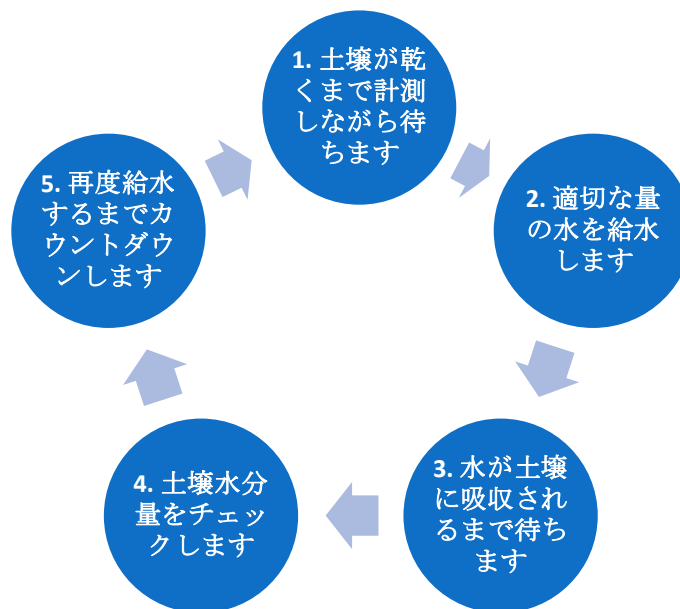 1. 土壌が乾
くまで計測
しながら待
ちます
2. 適切な量
の水を給水
します
3. 水が土壌
に吸収され
るまで待ち
ます
4. 土壌水分
量をチェッ
クします
5. 再度給水
するまでカ
ウントダウ
ンします